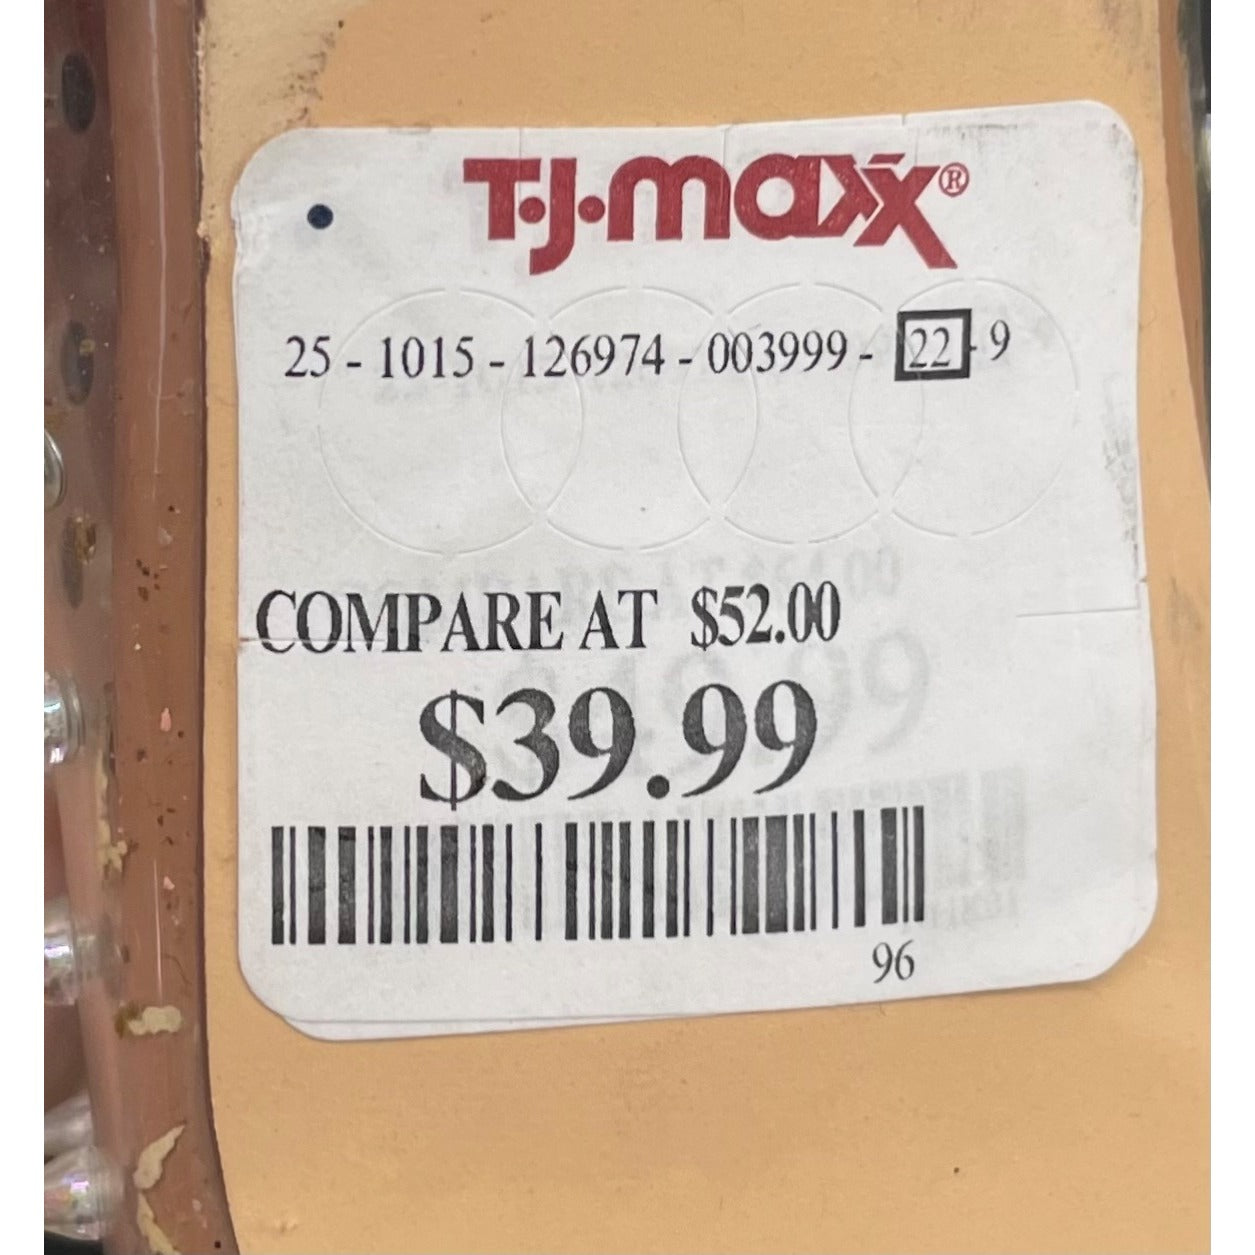 T·J·maxx®
25 - 1015 - 126974 - 003999 - 22 - 9
COMPARE AT $52.00
$39.99
96